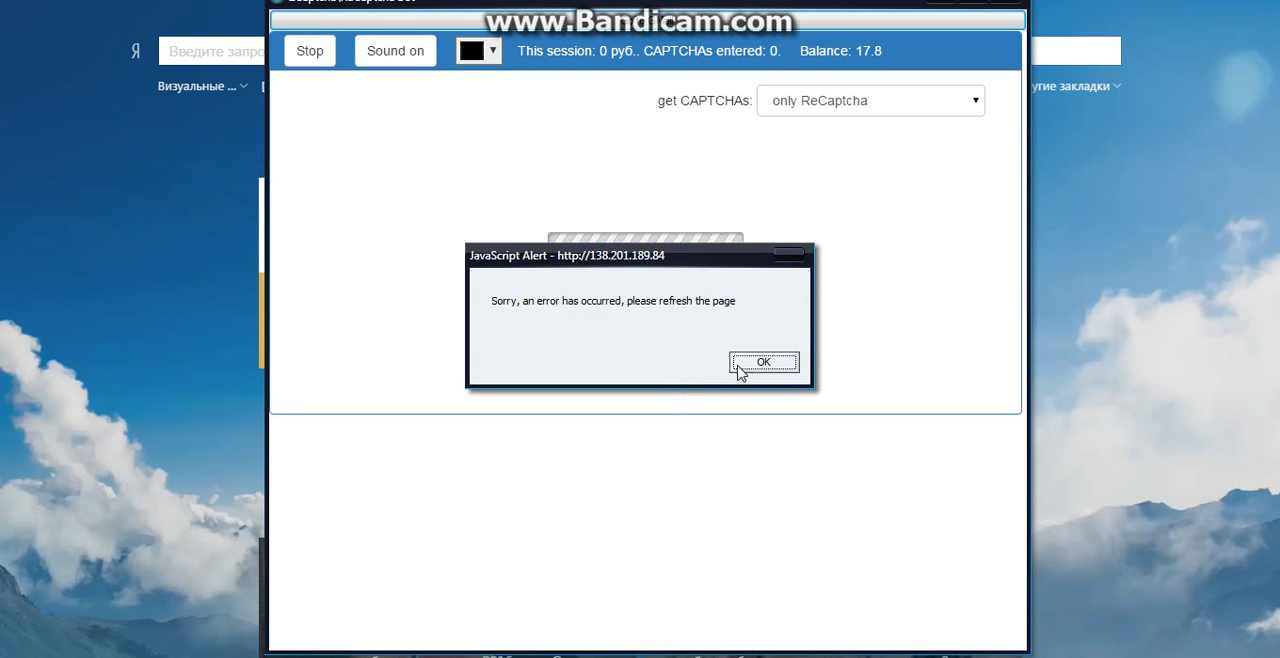 www.Bandicam.com
Я
Введите запро
Stop
Sound on
This session: 0 руб.. CAPTCHAs entered: 0. Balance: 17.8
Визуальные ...
угие закладки
get CAPTCHAs:
only ReCaptcha
JavaScript Alert - http://138.201.189.84
Sorry, an error has occurred, please refresh the page
OK